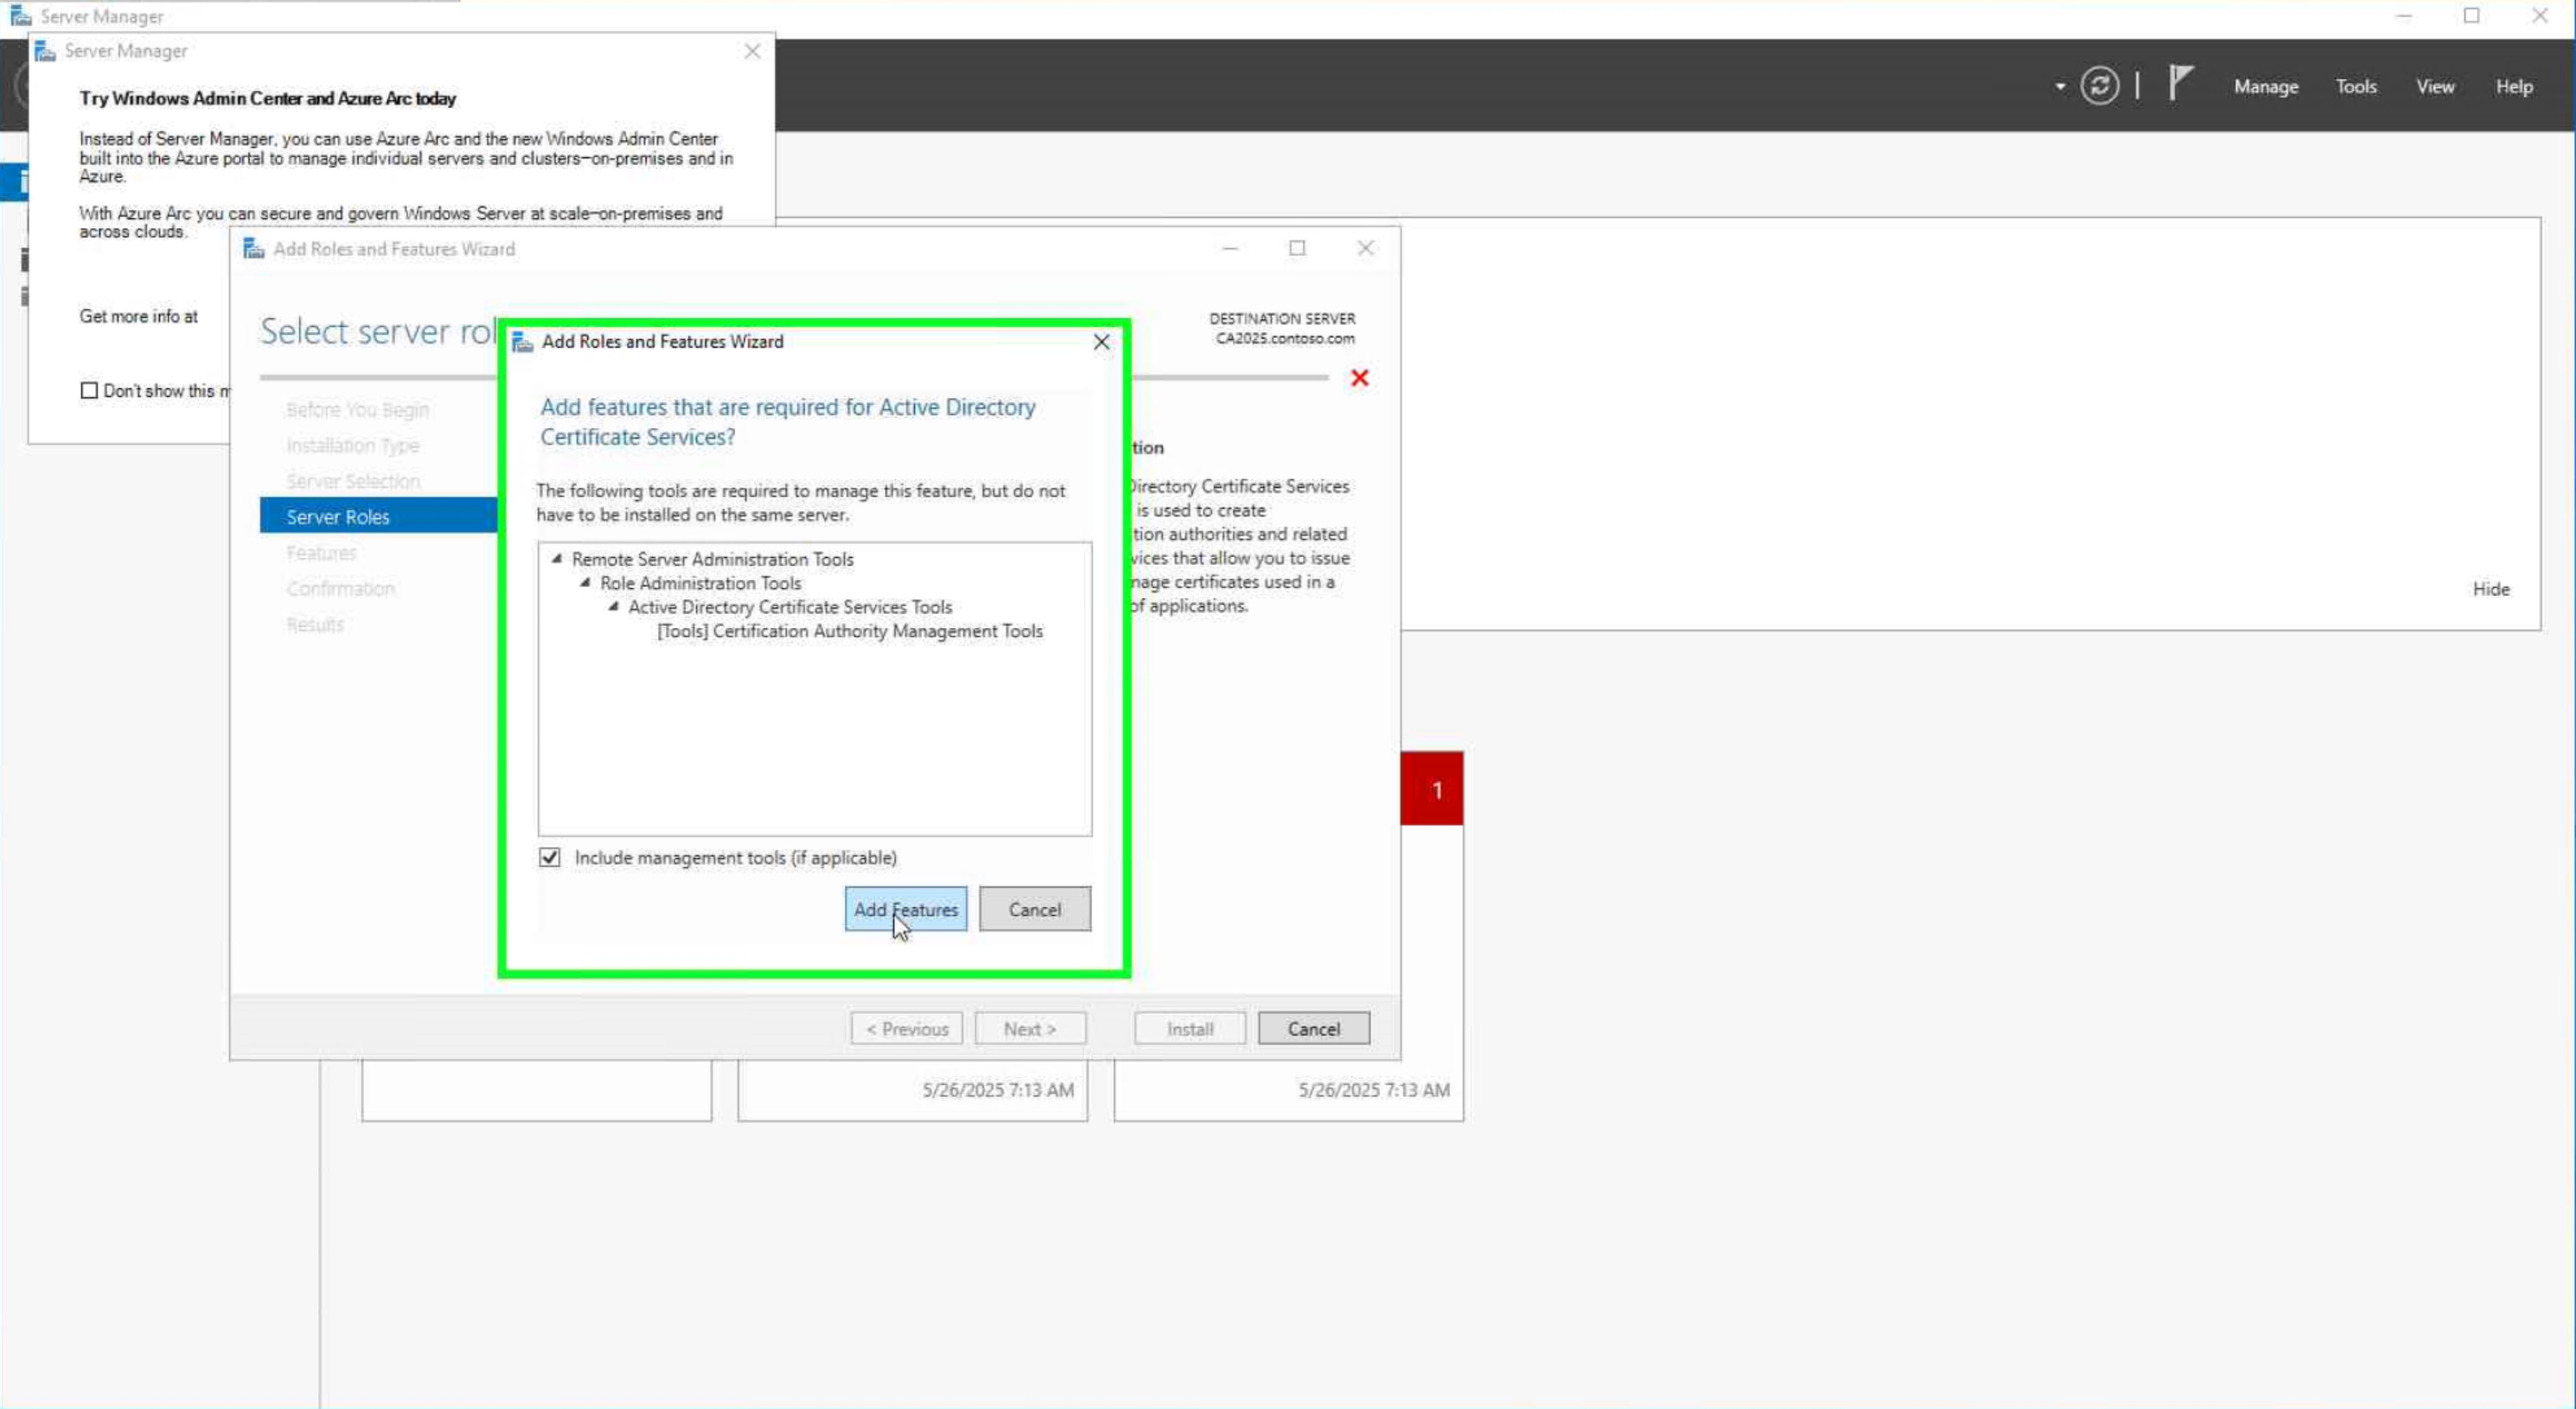 Server Manager
Server Manager
Manage Tools View Help
Try Windows Admin Center and Azure Arc today
Instead of Server Manager, you can use Azure Arc and the new Windows Admin Center
built into the Azure portal to manage individual servers and clusters—on-premises and in
Azure.
With Azure Arc you can secure and govern Windows Server at scale—on-premises and
across clouds.
Get more info at
Don't show this m
Add Roles and Features Wizard
Select server rol
DESTINATION SERVER
CA2025.contoso.com
Before You Begin
Installation Type
Server Selection
Server Roles
Features
Confirmation
Results
Add Roles and Features Wizard
Add features that are required for Active Directory
Certificate Services?
The following tools are required to manage this feature, but do not
have to be installed on the same server.
Remote Server Administration Tools
Role Administration Tools
Active Directory Certificate Services Tools
[Tools] Certification Authority Management Tools
Include management tools (if applicable)
Add Features Cancel
tion
Directory Certificate Services
is used to create
tion authorities and related
vices that allow you to issue
nage certificates used in a
of applications.
< Previous Next > Install Cancel
Hide
1
5/26/2025 7:13 AM
5/26/2025 7:13 AM